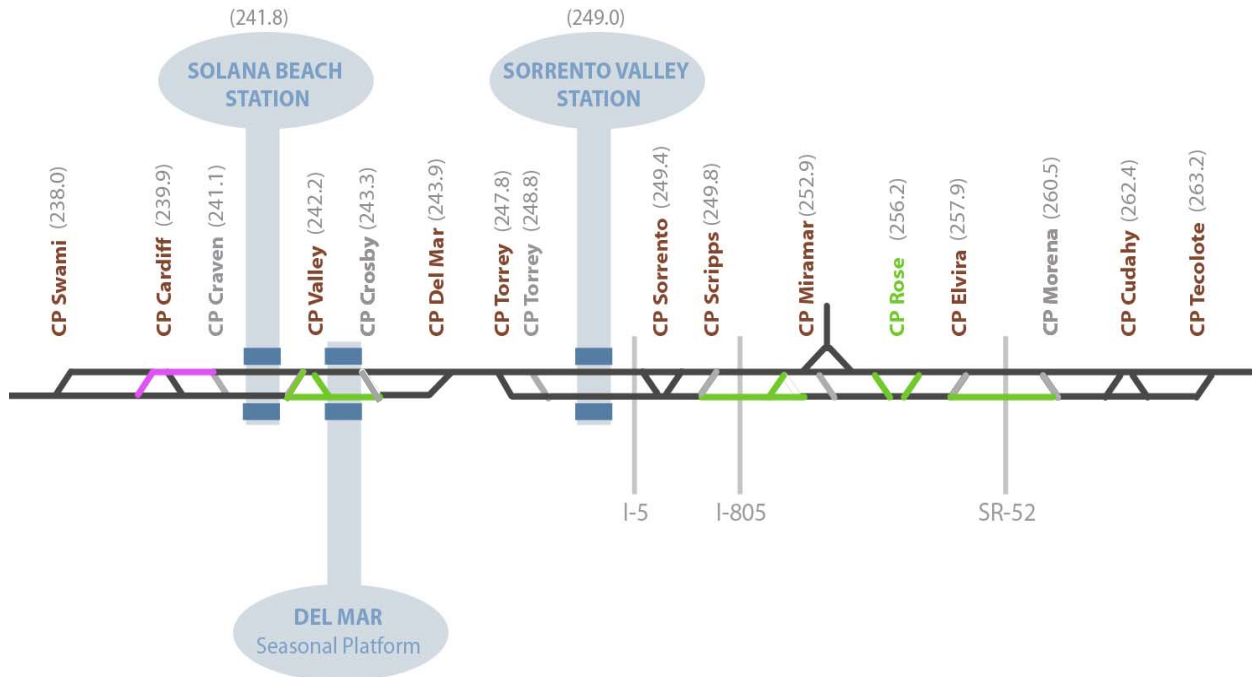 (241.8)
SOLANA BEACH
STATION
(249.0)
SORRENTO VALLEY
STATION
CP Swami (238.0)
CP Cardiff (239.9)
CP Craven (241.1)
CP Valley (242.2)
CP Crosby (243.3)
CP Del Mar (243.9)
CP Torrey (247.8)
CP Torrey (248.8)
CP Sorrento (249.4)
CP Scripps (249.8)
CP Miramar (252.9)
CP Rose (256.2)
CP Elvira (257.9)
CP Morena (260.5)
CP Cudahy (262.4)
CP Tecolote (263.2)
I-5
I-805
SR-52
DEL MAR
Seasonal Platform